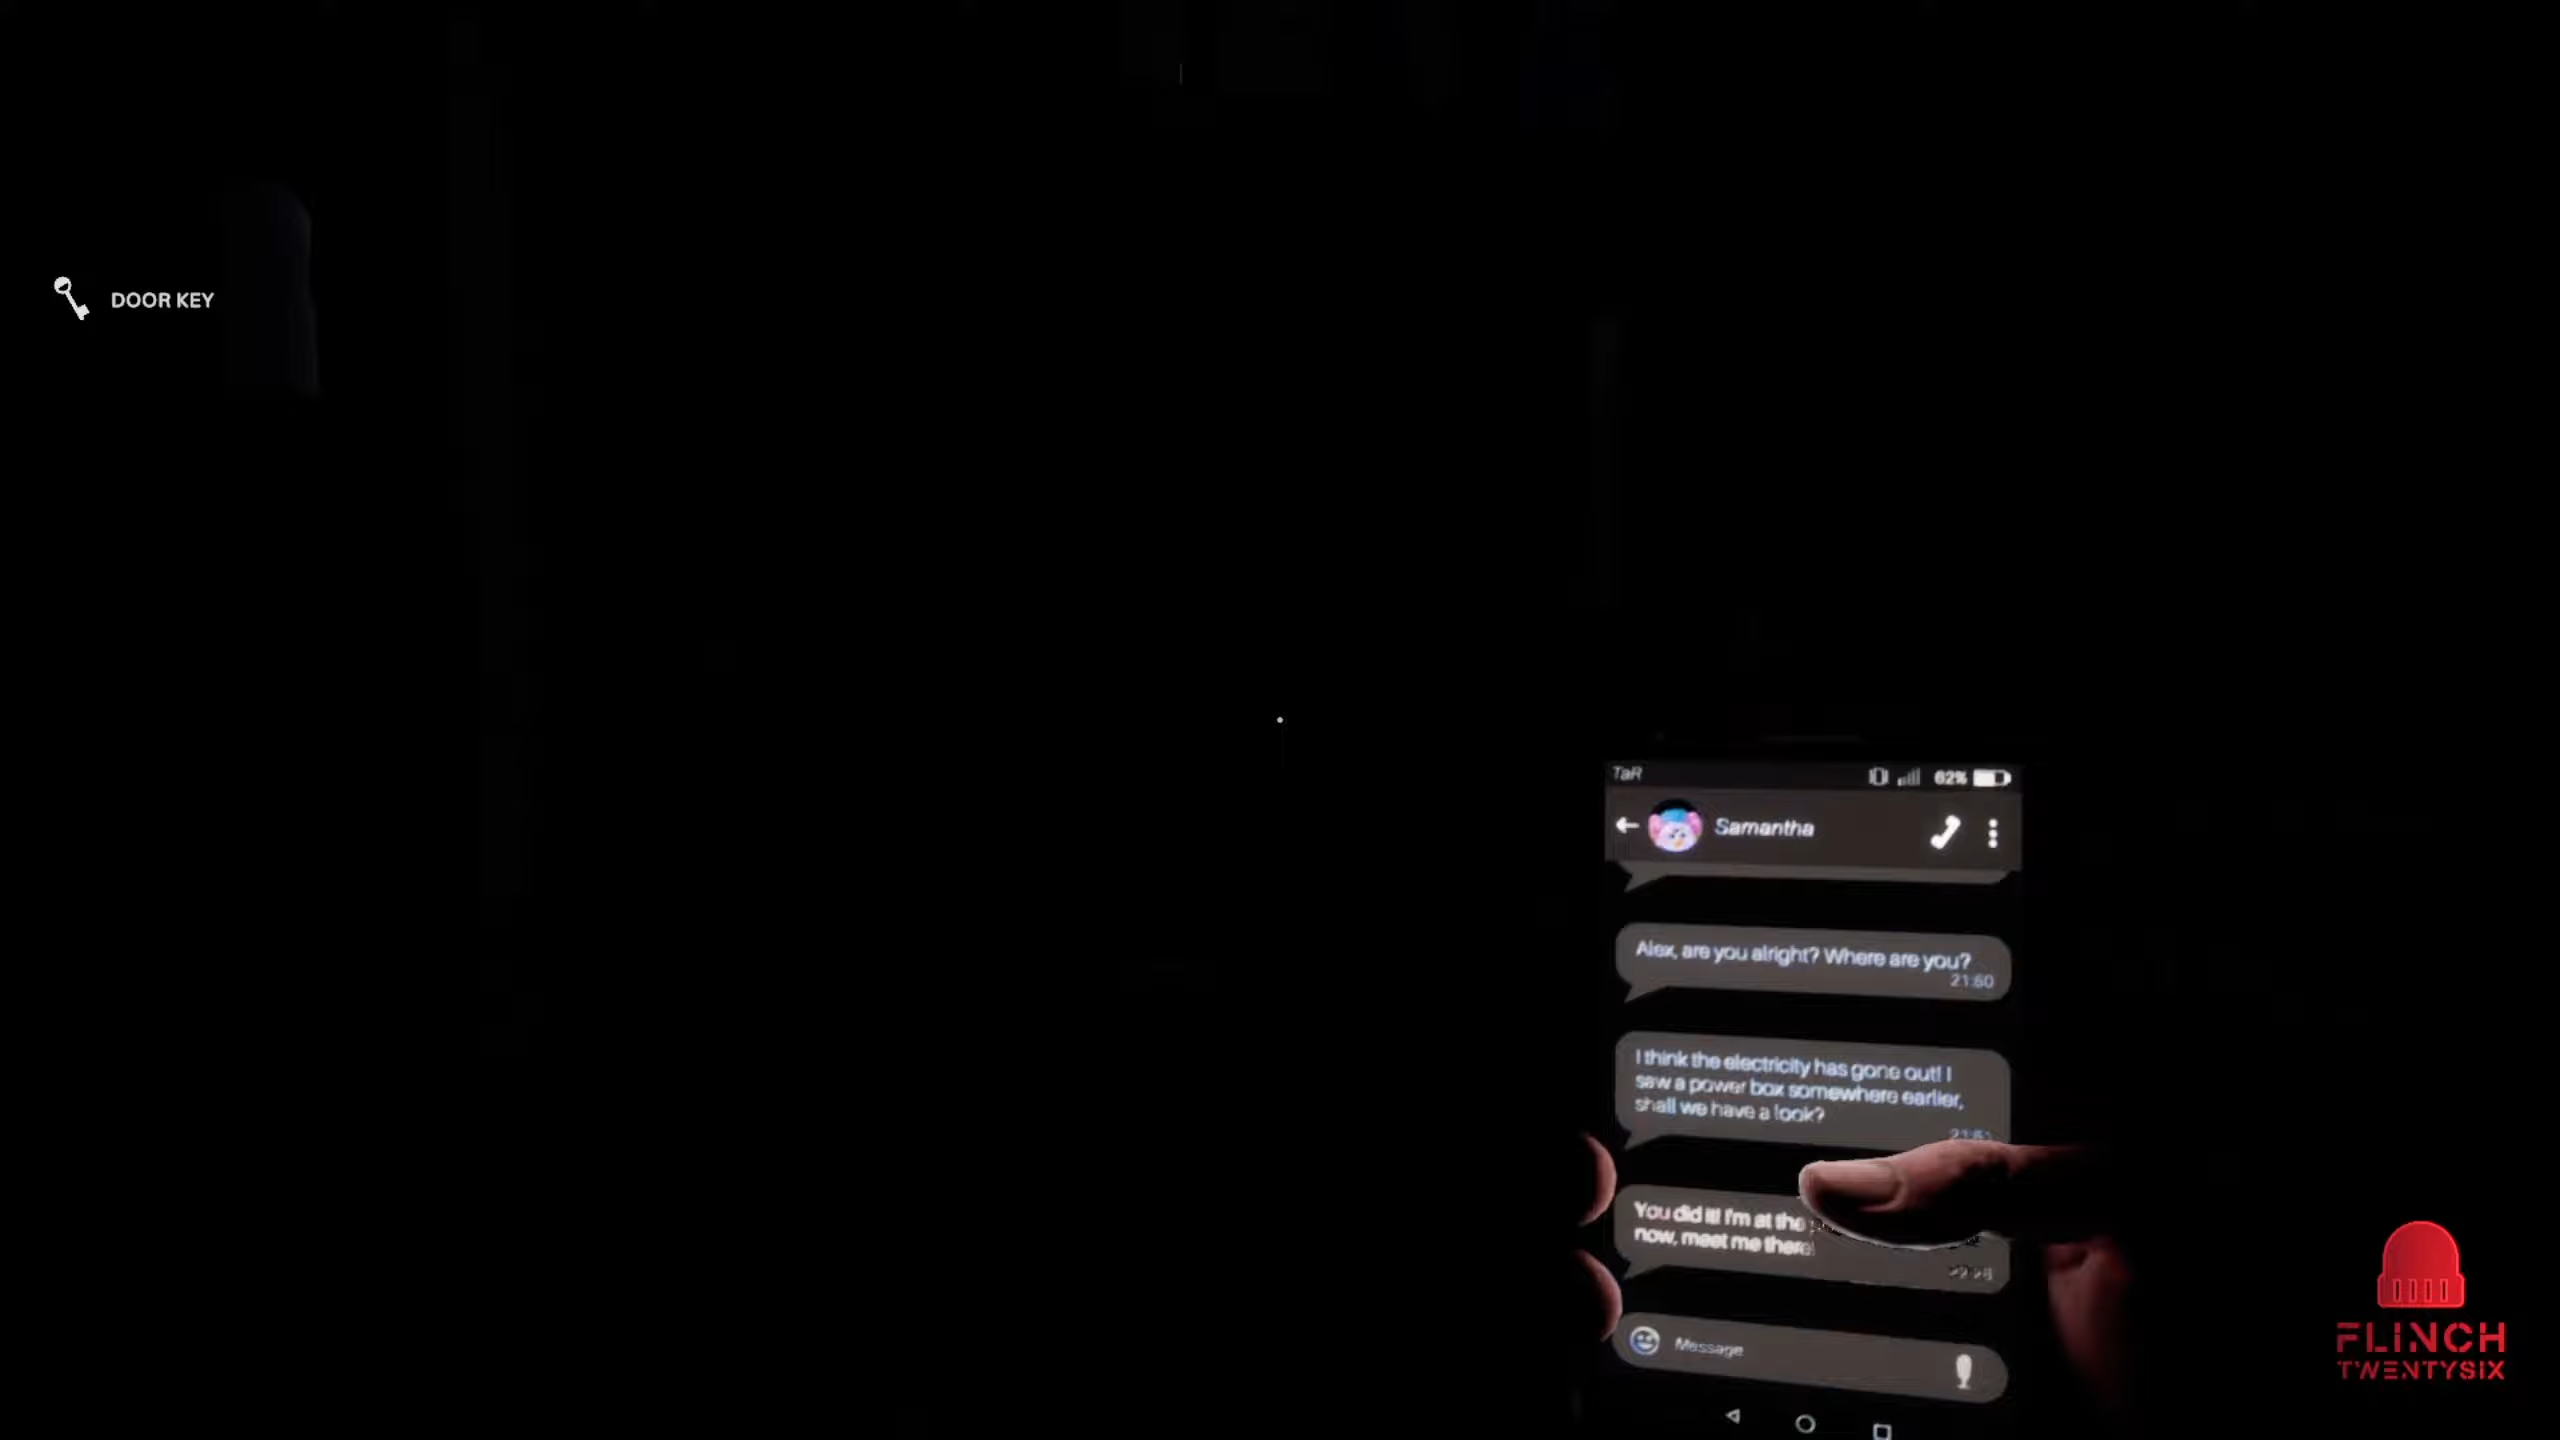 DOOR KEY
TaR
62%
Samantha
Alex, are you alright? Where are you?
21:50
I think the electricity has gone out! I
saw a power box somewhere earlier,
shall we have a look?
You did it! I'm at the
now, meet me there!
Message
FLINCH
TWENTYSIX